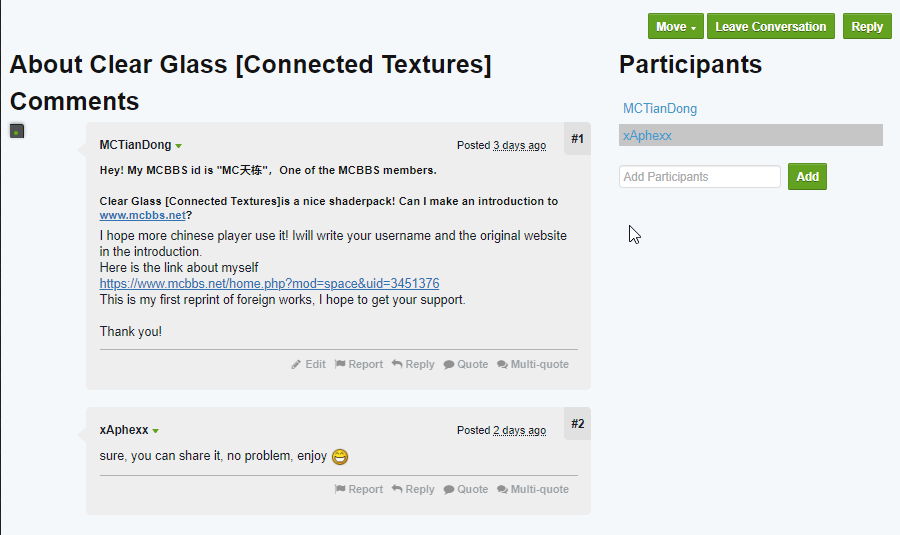 Move
Leave Conversation
Reply
About Clear Glass [Connected Textures]
Comments
Participants
MCTianDong
xAphexx
Add Participants
Add
MCTianDong
Posted 3 days ago
#1
Hey! My MCBBS id is "MC天栋"，One of the MCBBS members.
Clear Glass [Connected Textures]is a nice shaderpack! Can I make an introduction to
www.mcbbs.net?
I hope more chinese player use it! Iwill write your username and the original website
in the introduction.
Here is the link about myself
https://www.mcbbs.net/home.php?mod=space&uid=3451376
This is my first reprint of foreign works, I hope to get your support.
Thank you!
Edit Report Reply Quote Multi-quote
xAphexx
Posted 2 days ago
#2
sure, you can share it, no problem, enjoy
Report Reply Quote Multi-quote